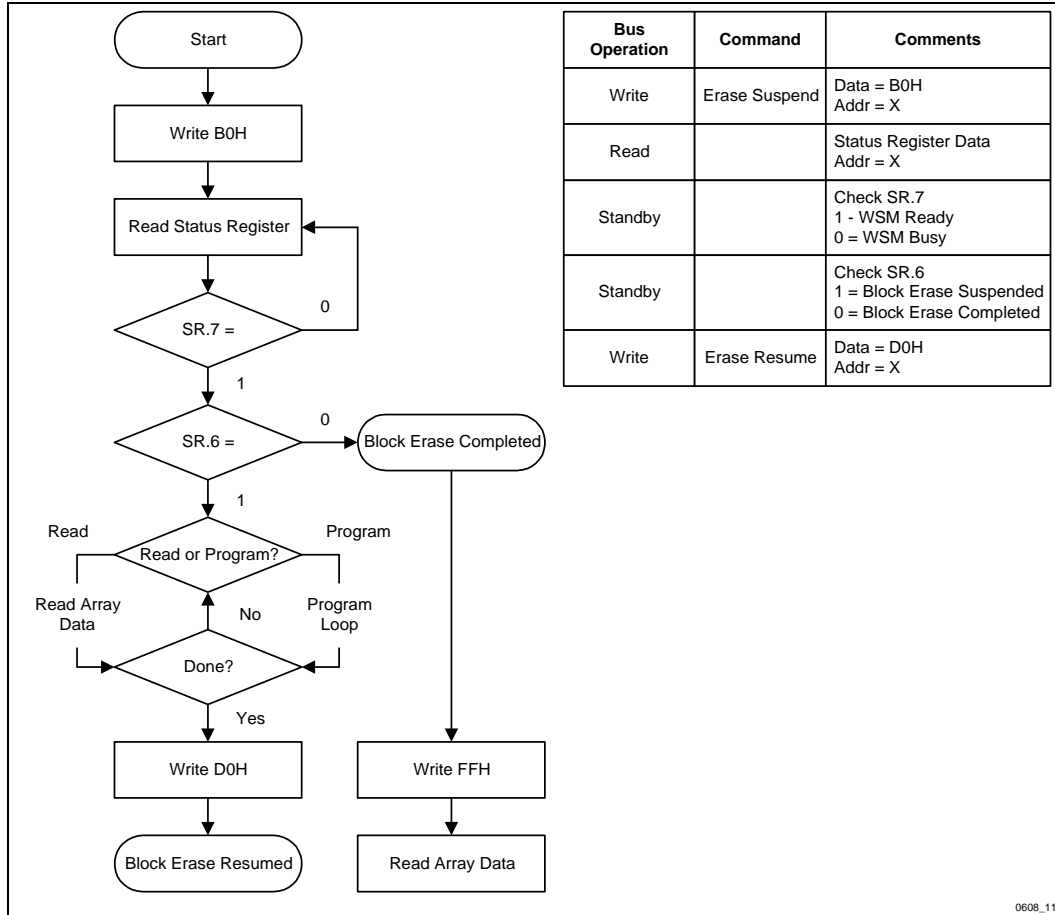 Start
Write B0H
Read Status Register
0
SR.7 =
1
0
SR.6 =
Block Erase Completed
1
Read
Program
Read or Program?
Read Array
Data
No
Program
Loop
Done?
Yes
Write D0H
Write FFH
Block Erase Resumed
Read Array Data
Bus
Operation
Command
Comments
Write
Erase Suspend
Data = B0H
Addr = X
Read
Status Register Data
Addr = X
Standby
Check SR.7
1 - WSM Ready
0 = WSM Busy
Standby
Check SR.6
1 = Block Erase Suspended
0 = Block Erase Completed
Write
Erase Resume
Data = D0H
Addr = X
0608_11